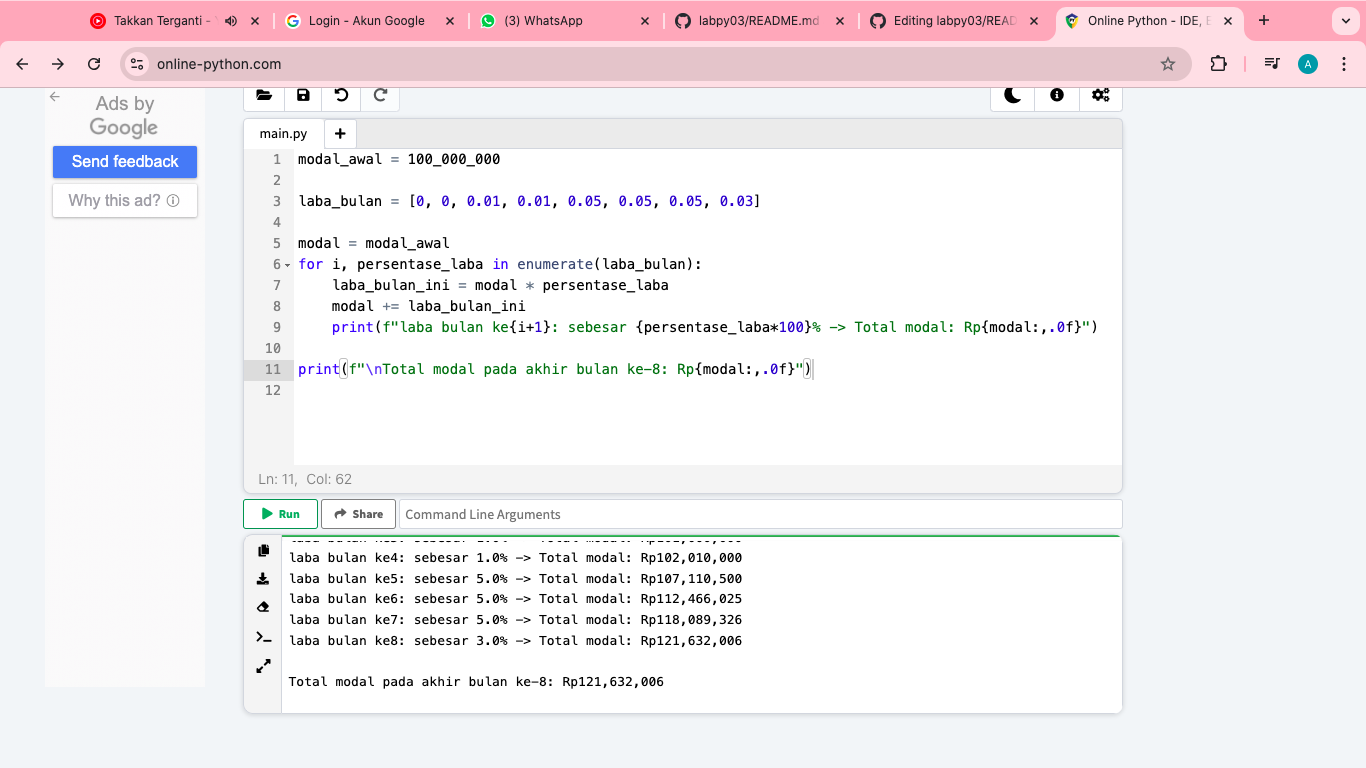 Takkan Terganti -
Login - Akun Google
(3) WhatsApp
labpy03/README.md
Editing labpy03/READ
Online Python - IDE, E
online-python.com
A
Ads by
Google
Send feedback
Why this ad?
main.py
1 modal_awal = 100_000_000
2
3 laba_bulan = [0, 0, 0.01, 0.01, 0.05, 0.05, 0.05, 0.03]
4
5 modal = modal_awal
6 for i, persentase_laba in enumerate(laba_bulan):
7     laba_bulan_ini = modal * persentase_laba
8     modal += laba_bulan_ini
9     print(f"laba bulan ke{i+1}: sebesar {persentase_laba*100}% -> Total modal: Rp{modal:,.0f}")
10
11 print(f"\nTotal modal pada akhir bulan ke-8: Rp{modal:,.0f}")
12
Ln: 11, Col: 62
Run
Share
Command Line Arguments
laba bulan ke4: sebesar 1.0% -> Total modal: Rp102,010,000
laba bulan ke5: sebesar 5.0% -> Total modal: Rp107,110,500
laba bulan ke6: sebesar 5.0% -> Total modal: Rp112,466,025
laba bulan ke7: sebesar 5.0% -> Total modal: Rp118,089,326
laba bulan ke8: sebesar 3.0% -> Total modal: Rp121,632,006
Total modal pada akhir bulan ke-8: Rp121,632,006